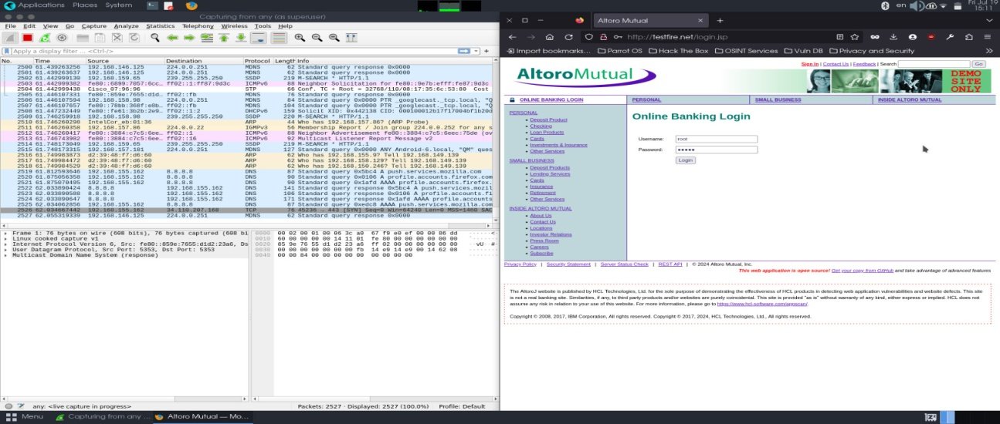 Applications Places System
en
Fri Jul 19
15:11
Capturing from any (as superuser)
File Edit View Go Capture Analyze Statistics Telephony Wireless Tools Help
Apply a display filter ... <Ctrl-/>
No. Time Source Destination Protocol Length Info
2500 61.439263256 192.168.146.125 224.0.0.251 MDNS 62 Standard query response 0x0000
2501 61.439263637 192.168.146.125 224.0.0.251 MDNS 62 Standard query response 0x0000
2502 61.442999130 192.168.159.65 239.255.255.250 SSDP 219 M-SEARCH * HTTP/1.1
2503 61.442999382 fe80::6899:7057:6cc… ff02::1:ff87:9d3c ICMPv6 88 Neighbor Solicitation for fe80::9e7b:efff:fe87:9d3c
2504 61.442999438 Cisco_07:96:96 STP 66 Conf. TC + Root = 32768/110/08:17:35:6c:53:80 Cost
2505 61.446107331 fe80::859e:7655:d1d… ff02::fb MDNS 76 Standard query response 0x0000
2506 61.446107594 192.168.158.98 224.0.0.251 MDNS 84 Standard query 0x0000 PTR _googlecast._tcp.local, "Q
2507 61.446107657 fe80::78bb:368f:e8b… ff02::fb MDNS 104 Standard query 0x0000 PTR _googlecast._tcp.local, "Q
2508 61.447232449 fe80::fe61:3b2b:2e9… ff02::1:2 DHCPv6 159 Solicit XID: 0x442138 CID: 000100012b17f17004bf1b20d
2509 61.746259918 192.168.158.98 239.255.255.250 SSDP 220 M-SEARCH * HTTP/1.1
2510 61.746260298 IntelCor_eb:01:36 ARP 44 Who has 192.168.157.86? (ARP Probe)
2511 61.746260358 192.168.157.86 224.0.0.22 IGMPv3 56 Membership Report / Join group 224.0.0.252 for any s
2512 61.746260417 fe80::3884:c7c5:6ee… ff02::1 ICMPv6 88 Neighbor Advertisement fe80::3884:c7c5:6eec:75de (ov
2513 61.746743982 fe80::3884:c7c5:6ee… ff02::16 ICMPv6 92 Multicast Listener Report Message v2
2514 61.748173049 192.168.159.65 239.255.255.250 SSDP 219 M-SEARCH * HTTP/1.1
2515 61.748173315 192.168.157.181 224.0.0.251 MDNS 127 Standard query 0x0000 ANY Android-6.local, "QM" ques
2516 61.749983873 d2:39:48:f7:d6:60 ARP 62 Who has 192.168.155.9? Tell 192.168.149.139
2517 61.749984472 d2:39:48:f7:d6:60 ARP 62 Who has 192.168.158.129? Tell 192.168.149.139
2518 61.749984529 d2:39:48:f7:d6:60 ARP 62 Who has 192.168.150.246? Tell 192.168.149.139
2519 61.812593646 192.168.155.162 8.8.8.8 DNS 87 Standard query 0x5bc4 A push.services.mozilla.com
2520 61.875056358 192.168.155.162 8.8.8.8 DNS 90 Standard query 0x0106 A profile.accounts.firefox.com
2521 61.875070495 192.168.155.162 8.8.8.8 DNS 90 Standard query 0x1afd AAAA profile.accounts.firefox.
2522 62.033890424 8.8.8.8 192.168.155.162 DNS 141 Standard query response 0x5bc4 A push.services.mozil
2523 62.033890588 8.8.8.8 192.168.155.162 DNS 106 Standard query response 0x0106 A profile.accounts.fi
2524 62.033890647 8.8.8.8 192.168.155.162 DNS 171 Standard query response 0x1afd AAAA profile.accounts
2525 62.034062856 192.168.155.162 8.8.8.8 DNS 87 Standard query 0xedc8 A push.services.mozilla.com
2526 62.034667442 192.168.155.162 34.110.207.168 TCP 76 45236 → 443 [SYN] Seq=0 Win=64240 Len=0 MSS=1460 SAC
2527 62.055319339 192.168.146.125 224.0.0.251 MDNS 62 Standard query response 0x0000
Frame 1: 76 bytes on wire (608 bits), 76 bytes captured (608 bi
Linux cooked capture v1
Internet Protocol Version 6, Src: fe80::859e:7655:d1d2:23a6, Ds
User Datagram Protocol, Src Port: 5353, Dst Port: 5353
Multicast Domain Name System (response)
0000 00 02 00 01 00 06 3c a0 67 f9 e0 ef 00 00 86 dd
0010 60 00 00 00 00 14 11 01 fe 80 00 00 00 00 00 00
0020 85 9e 76 55 d1 d2 23 a6 ff 02 00 00 00 00 00 00
0030 00 00 00 00 00 00 00 fb 14 e9 14 e9 00 14 62 08
0040 00 00 84 00 00 00 00 00 00 00 00 00
any: <live capture in progress>
Packets: 2527 · Displayed: 2527 (100.0%)
Profile: Default
Altoro Mutual
http://testfire.net/login.jsp
Import bookmarks… Parrot OS Hack The Box OSINT Services Vuln DB Privacy and Security
Sign In | Contact Us | Feedback | Search Go
AltoroMutual
DEMO
SITE
ONLY
ONLINE BANKING LOGIN PERSONAL SMALL BUSINESS INSIDE ALTORO MUTUAL
PERSONAL
Deposit Product
Checking
Loan Products
Cards
Investments & Insurance
Other Services
SMALL BUSINESS
Deposit Products
Lending Services
Cards
Insurance
Retirement
Other Services
INSIDE ALTORO MUTUAL
About Us
Contact Us
Locations
Investor Relations
Press Room
Careers
Subscribe
Online Banking Login
Username: root
Password: •••••
Login
Privacy Policy | Security Statement | Server Status Check | REST API | © 2024 Altoro Mutual, Inc.
This web application is open source! Get your copy from GitHub and take advantage of advanced features
The AltoroJ website is published by HCL Technologies, Ltd. for the sole purpose of demonstrating the effectiveness of HCL products in detecting web application vulnerabilities and website defects. This site
is not a real banking site. Similarities, if any, to third party products and/or websites are purely coincidental. This site is provided "as is" without warranty of any kind, either express or implied. HCL does not
assume any risk in relation to your use of this website. For more information, please go to https://www.hcl-software.com/appscan/.
Copyright © 2008, 2017, IBM Corporation, All rights reserved. Copyright © 2017, 2024, HCL Technologies, Ltd., All rights reserved.
Menu
Capturing from any ...
Altoro Mutual — Mo...